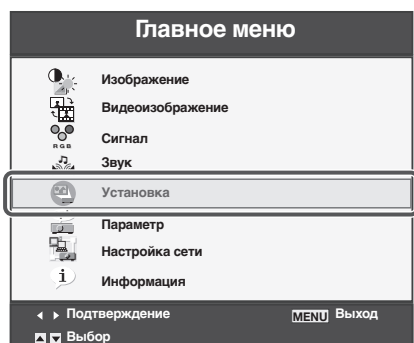 Главное меню
Изображение
Видеоизображение
RGB Сигнал
Звук
Установка
Параметр
Настройка сети
i Информация
Подтверждение MENU Выход
Выбор